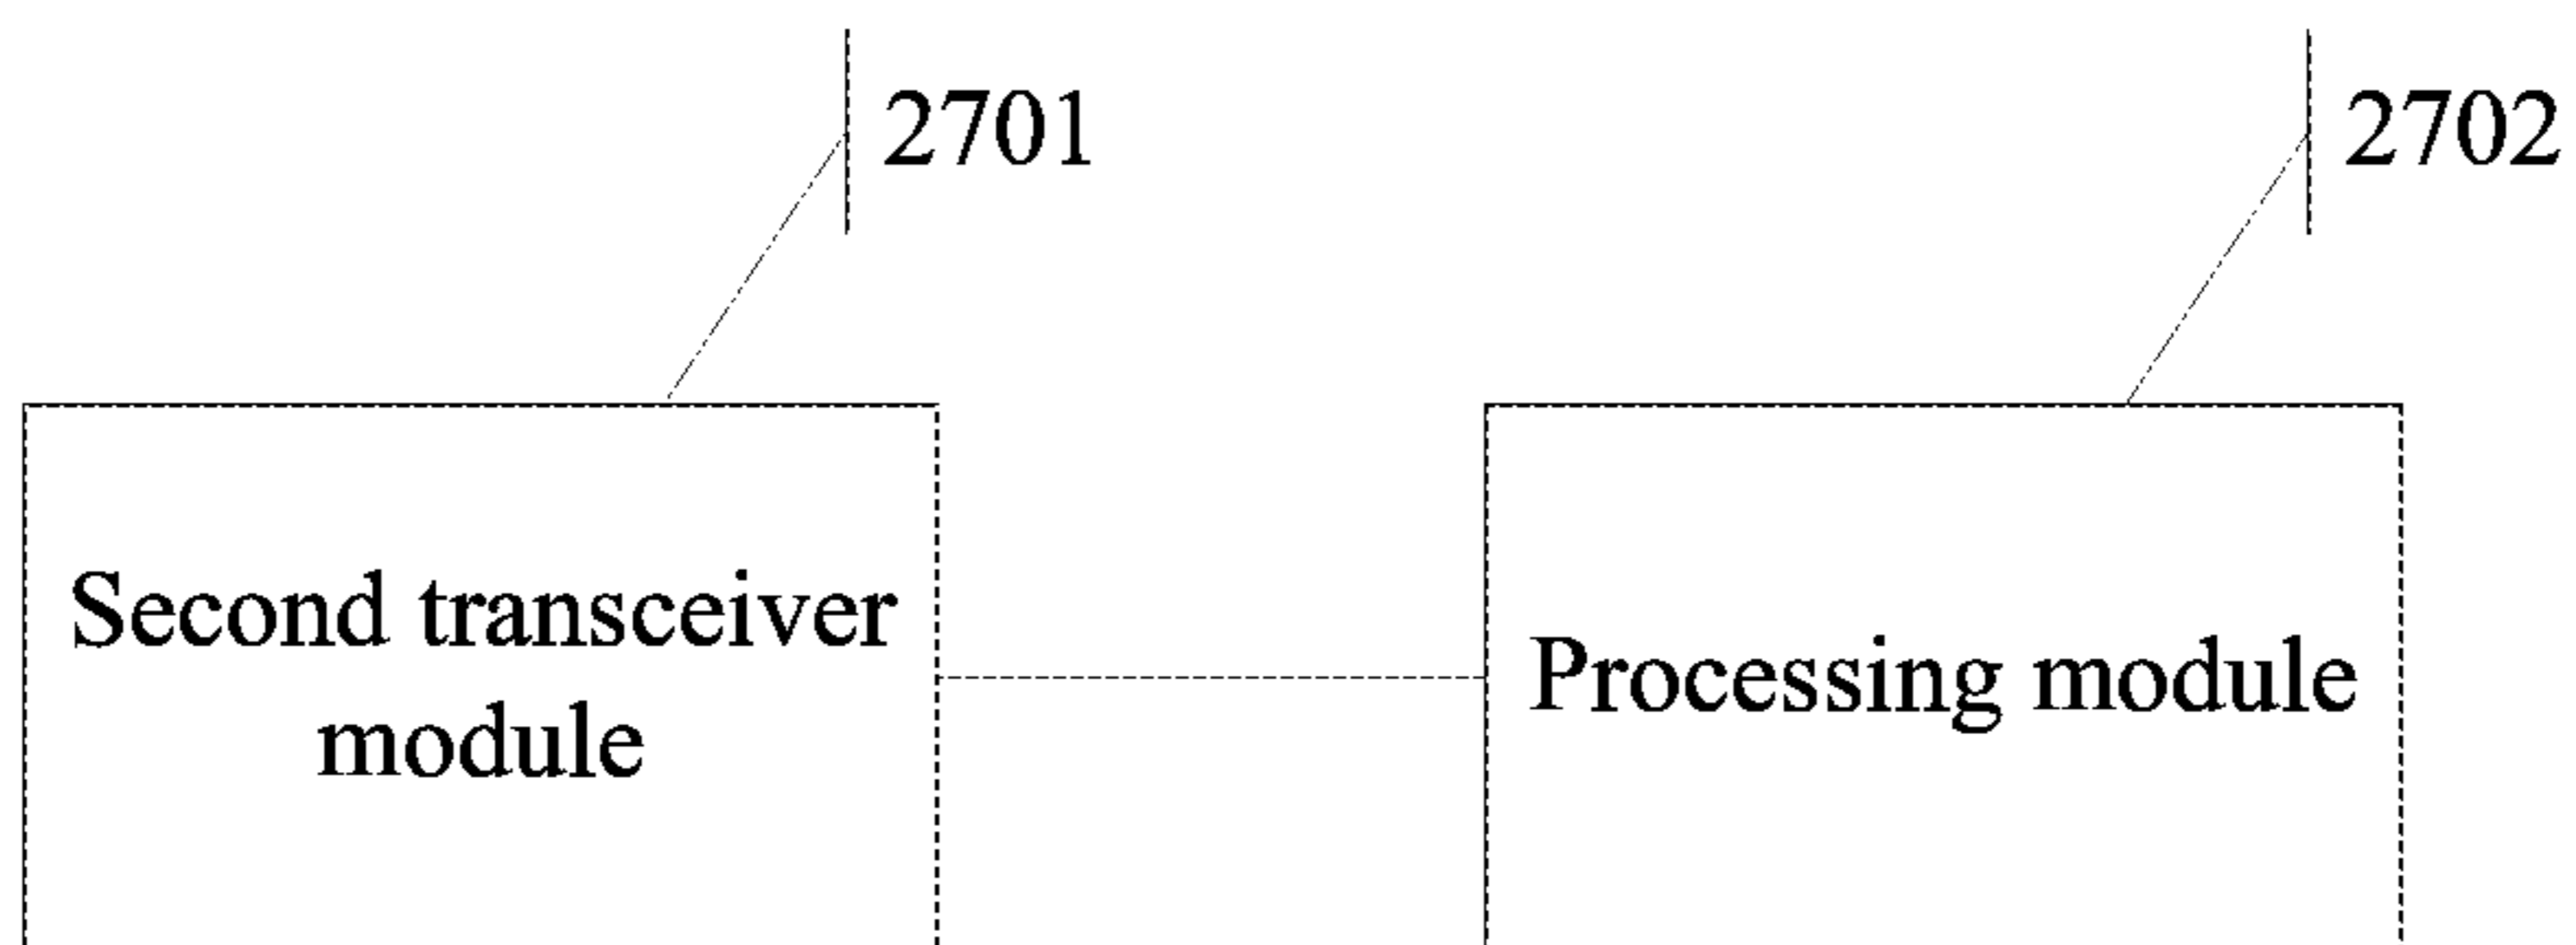 2701
2702
Second transceiver
module
Processing module